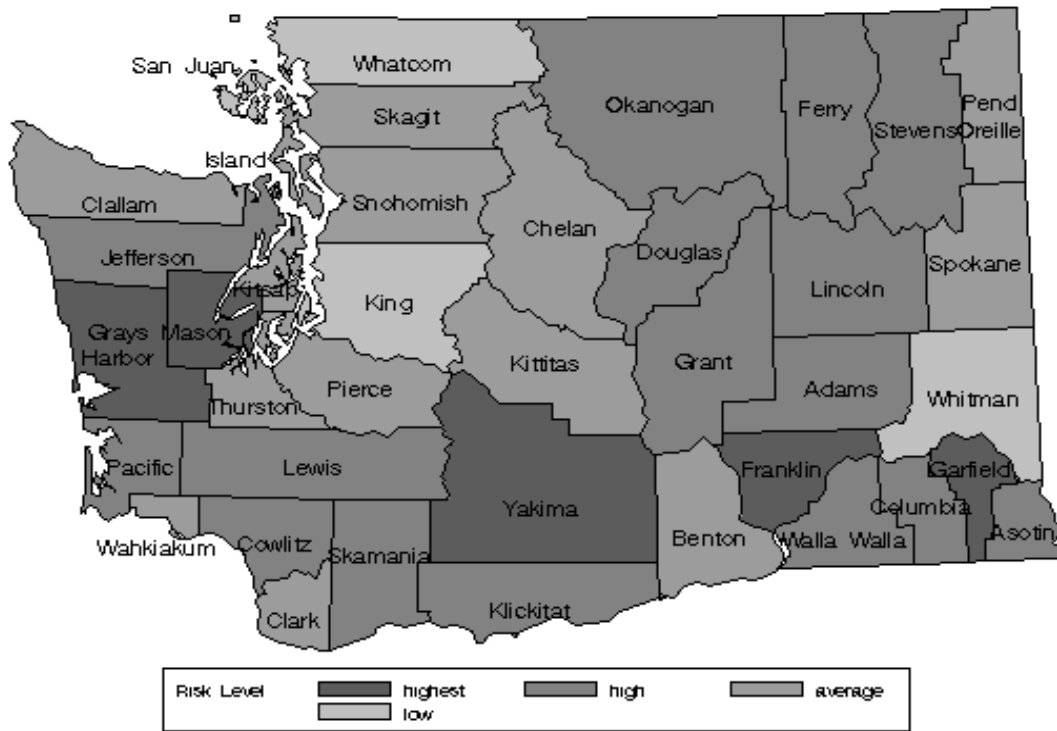 San Juan
Whatcom
Skagit
Okanogan
Ferry
Stevens
Pend
Oreille
Island
Clallam
Snohomish
Chelan
Douglas
Jefferson
Kitsap
King
Lincoln
Spokane
Grays
Harbor
Mason
Kittitas
Grant
Adams
Whitman
Thurston
Pierce
Pacific
Lewis
Yakima
Franklin
Garfield
Columbia
Wahkiakum
Cowlitz
Skamania
Benton
Walla Walla
Asotin
Clark
Klickitat
Risk Level highest high average
low